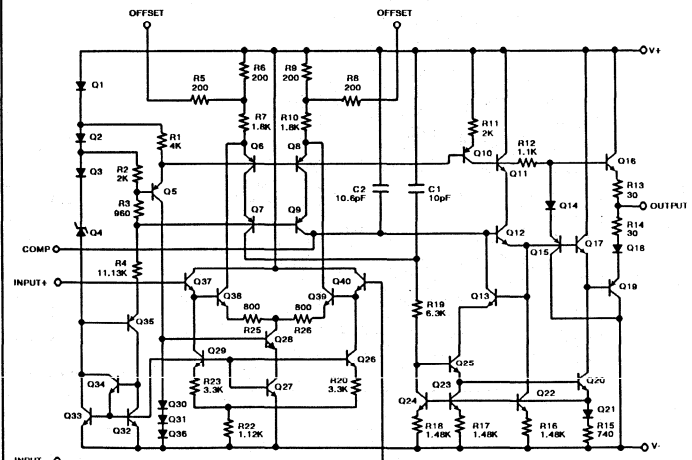 OFFSET
OFFSET
V+
R6
200
R9
200
R5
200
R8
200
Q1
R7
1.8K
R10
1.8K
R11
2K
Q2
R1
4K
R12
1.1K
Q6
Q8
Q10
Q11
Q16
Q3
R2
2K
Q5
C2
10.6pF
C1
10pF
R13
30
R3
960
Q14
OUTPUT
Q7
Q9
R14
30
Q4
Q12
Q15
Q17
Q18
COMP
R4
11.13K
INPUT+
Q37
Q38
Q39
Q40
Q13
Q19
800
R25
800
R26
R19
6.3K
Q35
Q28
Q29
Q26
Q25
Q34
R23
3.3K
Q27
R20
3.3K
Q20
Q24
Q23
Q22
Q33
Q32
Q30
Q31
Q36
R22
1.12K
R18
1.48K
R17
1.48K
R16
1.48K
Q21
R15
740
V-
INPUT-